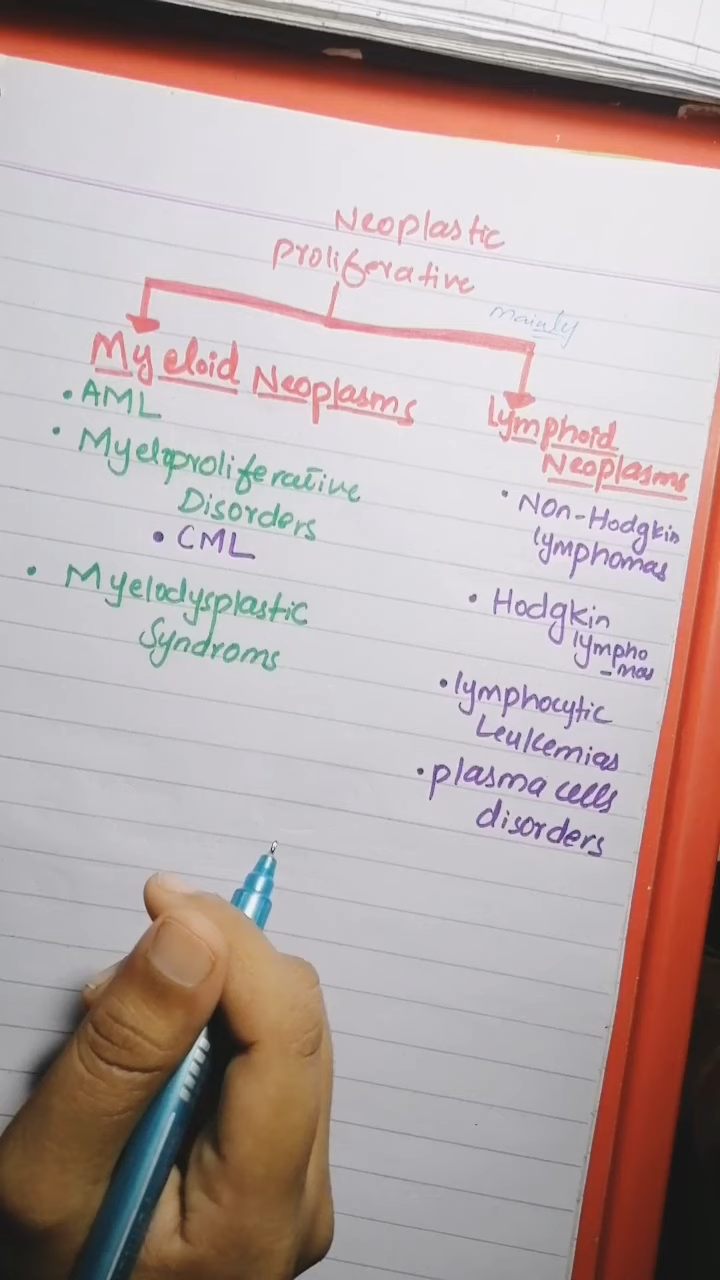 Neoplastic
Proliferative
mainly
Myeloid Neoplasms
• AML
• Myeloproliferative
Disorders
• CML
• Myelodysplastic
Syndroms
Lymphoid
Neoplasms
• Non-Hodgkin
lymphomas
• Hodgkin
lympho
-mas
• lymphocytic
Leukemias
• plasma cells
disorders